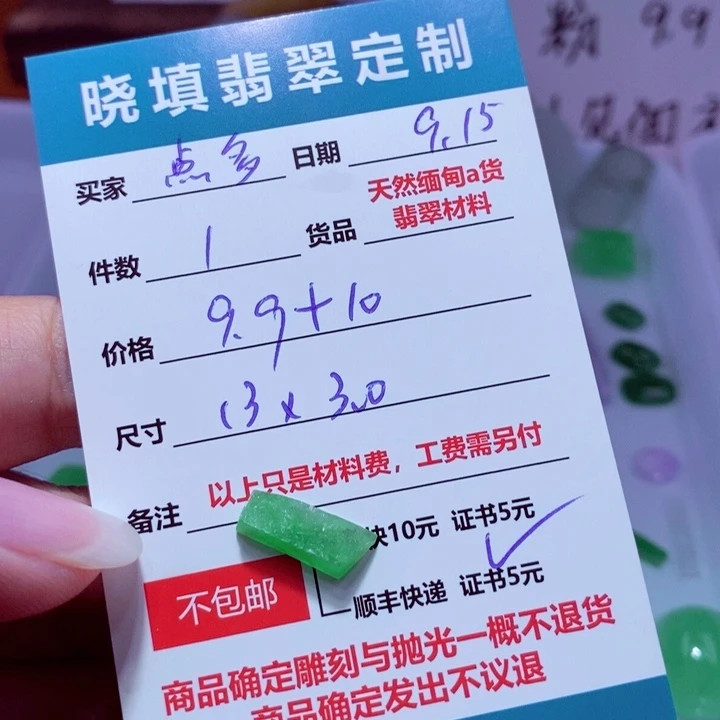 晓填翡翠定制
买家 点多 日期 9.15
件数 1 货品 天然缅甸a货
翡翠材料
价格 9.9+10
尺寸 13x3.0
备注 以上只是材料费，工费需另付
快10元 证书5元
不包邮 顺丰快递 证书5元
商品确定雕刻与抛光一概不退货
商品确定发出不议退
9.9